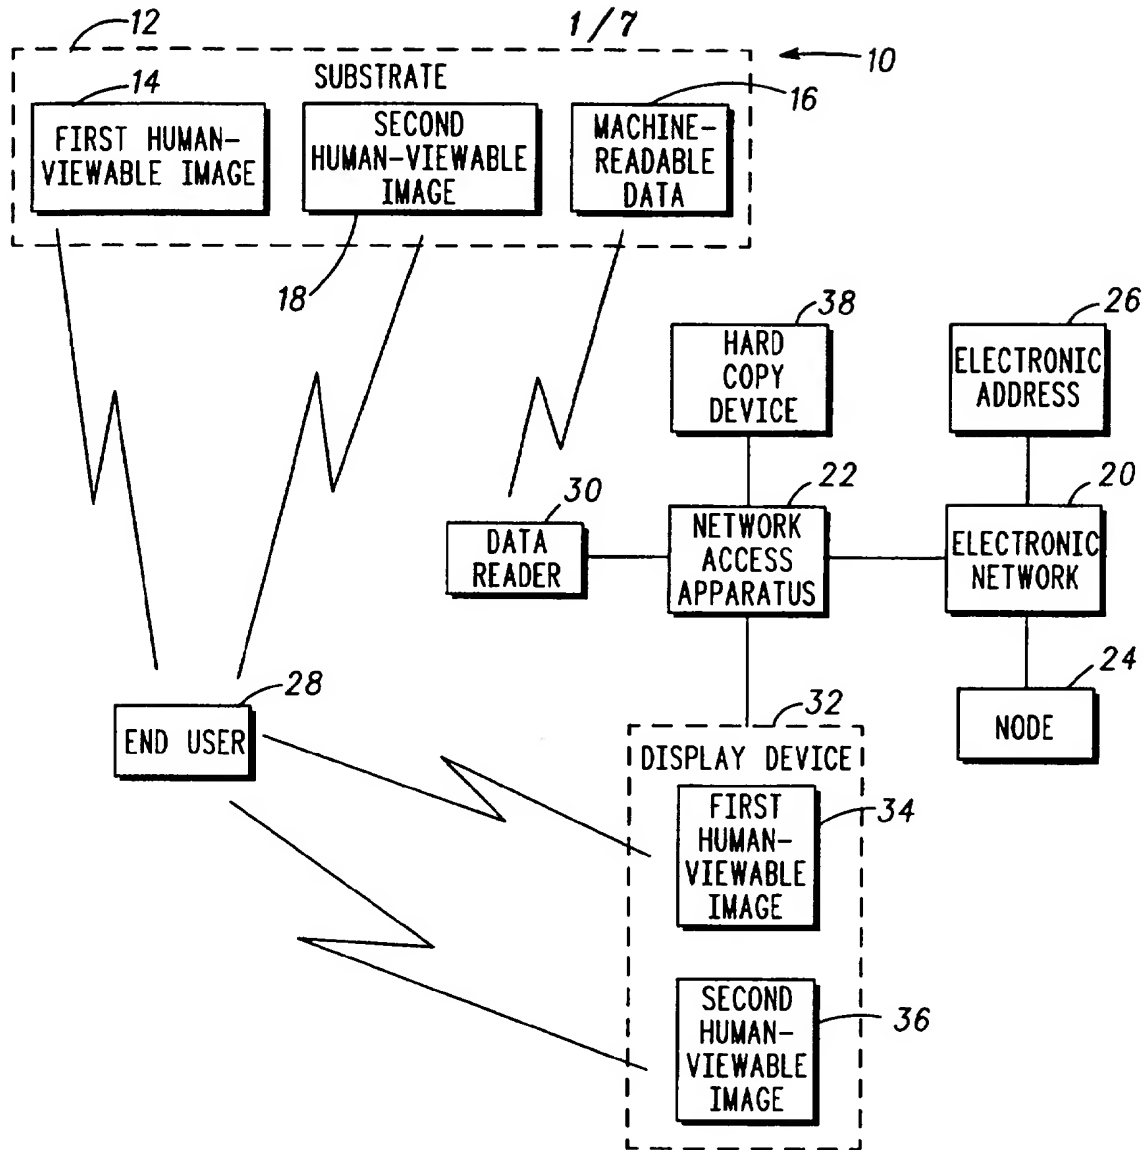 12
1/7
10
SUBSTRATE
14
16
FIRST HUMAN-
VIEWABLE IMAGE
SECOND
HUMAN-VIEWABLE
IMAGE
MACHINE-
READABLE
DATA
18
38
26
HARD
COPY
DEVICE
ELECTRONIC
ADDRESS
30
22
20
DATA
READER
NETWORK
ACCESS
APPARATUS
ELECTRONIC
NETWORK
28
24
END USER
32
NODE
DISPLAY DEVICE
FIRST
HUMAN-
VIEWABLE
IMAGE
34
SECOND
HUMAN-
VIEWABLE
IMAGE
36